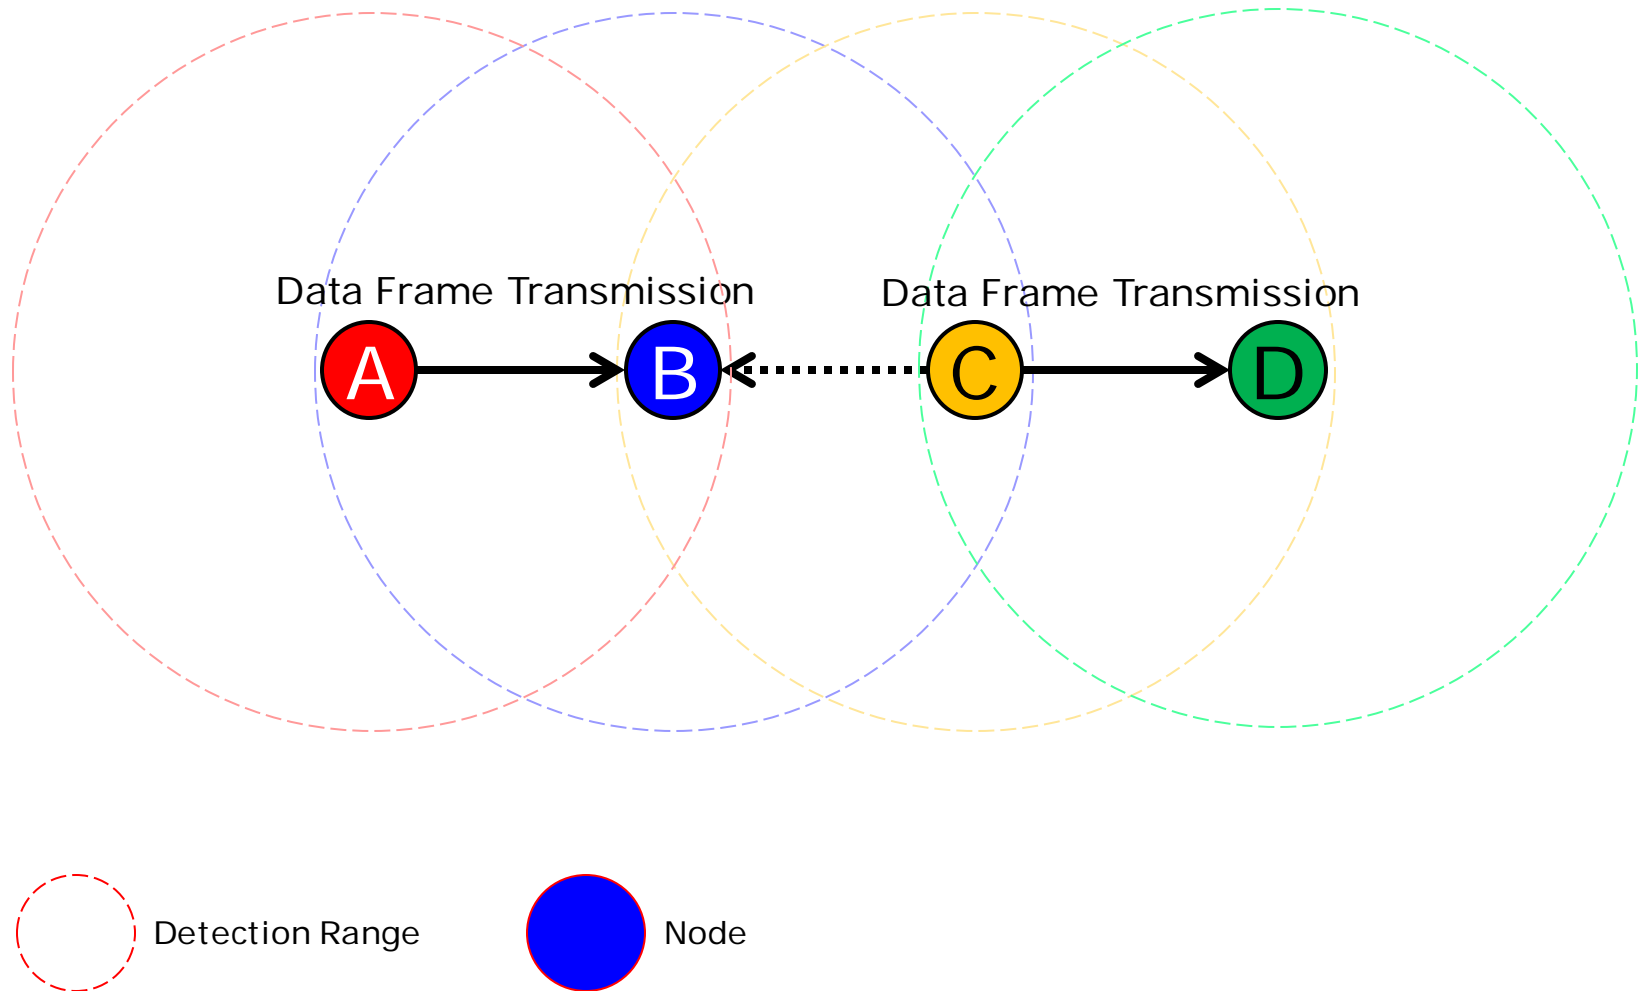 Data Frame Transmission
Data Frame Transmission
A
B
C
D
Detection Range
Node